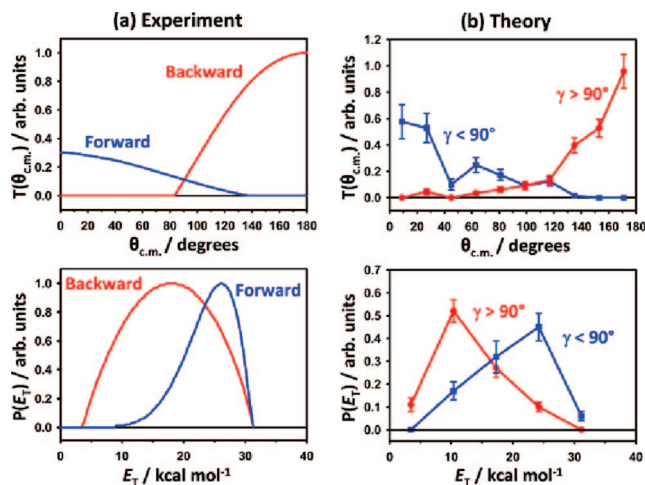 (a) Experiment
(b) Theory
T(θc.m.) / arb. units
1.0
0.8
0.6
0.4
0.2
0.0
Backward
Forward
0 20 40 60 80 100 120 140 160 180
θc.m. / degrees
T(θc.m.) / arb. units
1.2
1.0
0.8
0.6
0.4
0.2
0.0
γ > 90°
γ < 90°
0 20 40 60 80 100 120 140 160 180
θc.m. / degrees
P(ET) / arb. units
1.0
0.8
0.6
0.4
0.2
0.0
Backward
Forward
0 10 20 30 40
ET / kcal mol-1
P(ET) / arb. units
0.7
0.6
0.5
0.4
0.3
0.2
0.1
0.0
γ > 90°
γ < 90°
0 10 20 30 40
ET / kcal mol-1